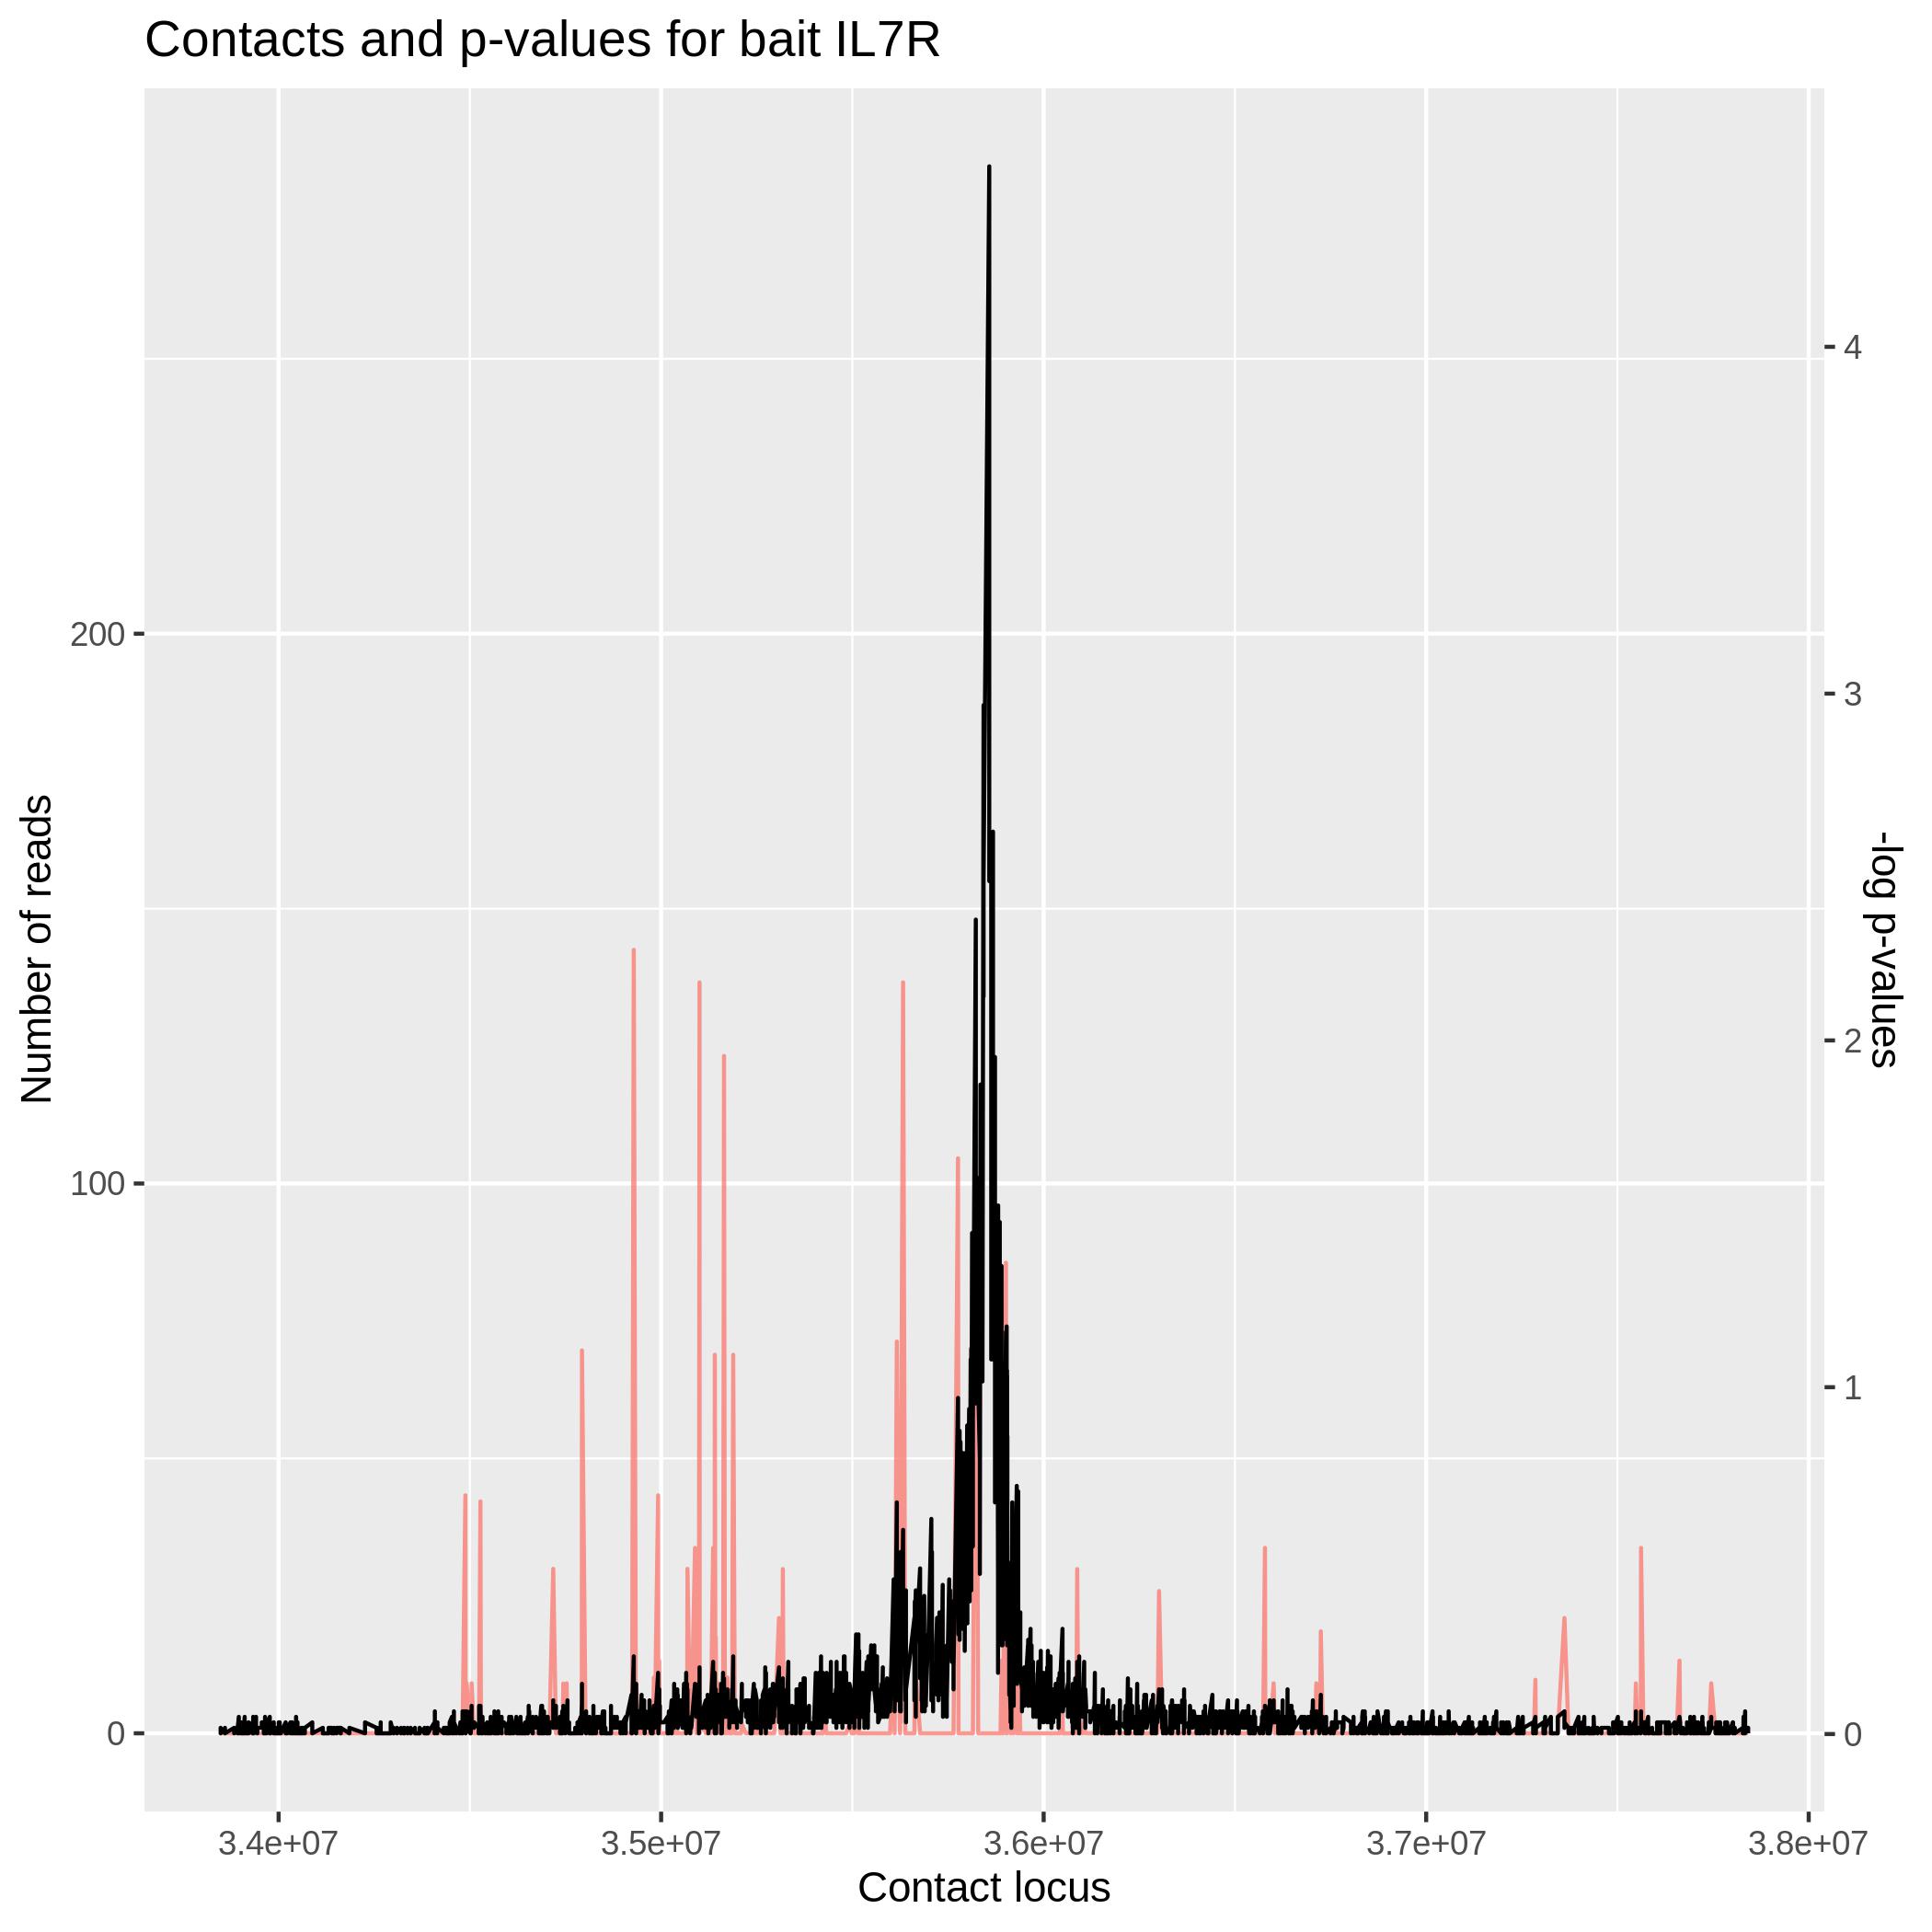 Contacts and p-values for bait IL7R
Number of reads
200
100
0
4
3
2
1
0
-log p-values
3.4e+07
3.5e+07
3.6e+07
3.7e+07
3.8e+07
Contact locus